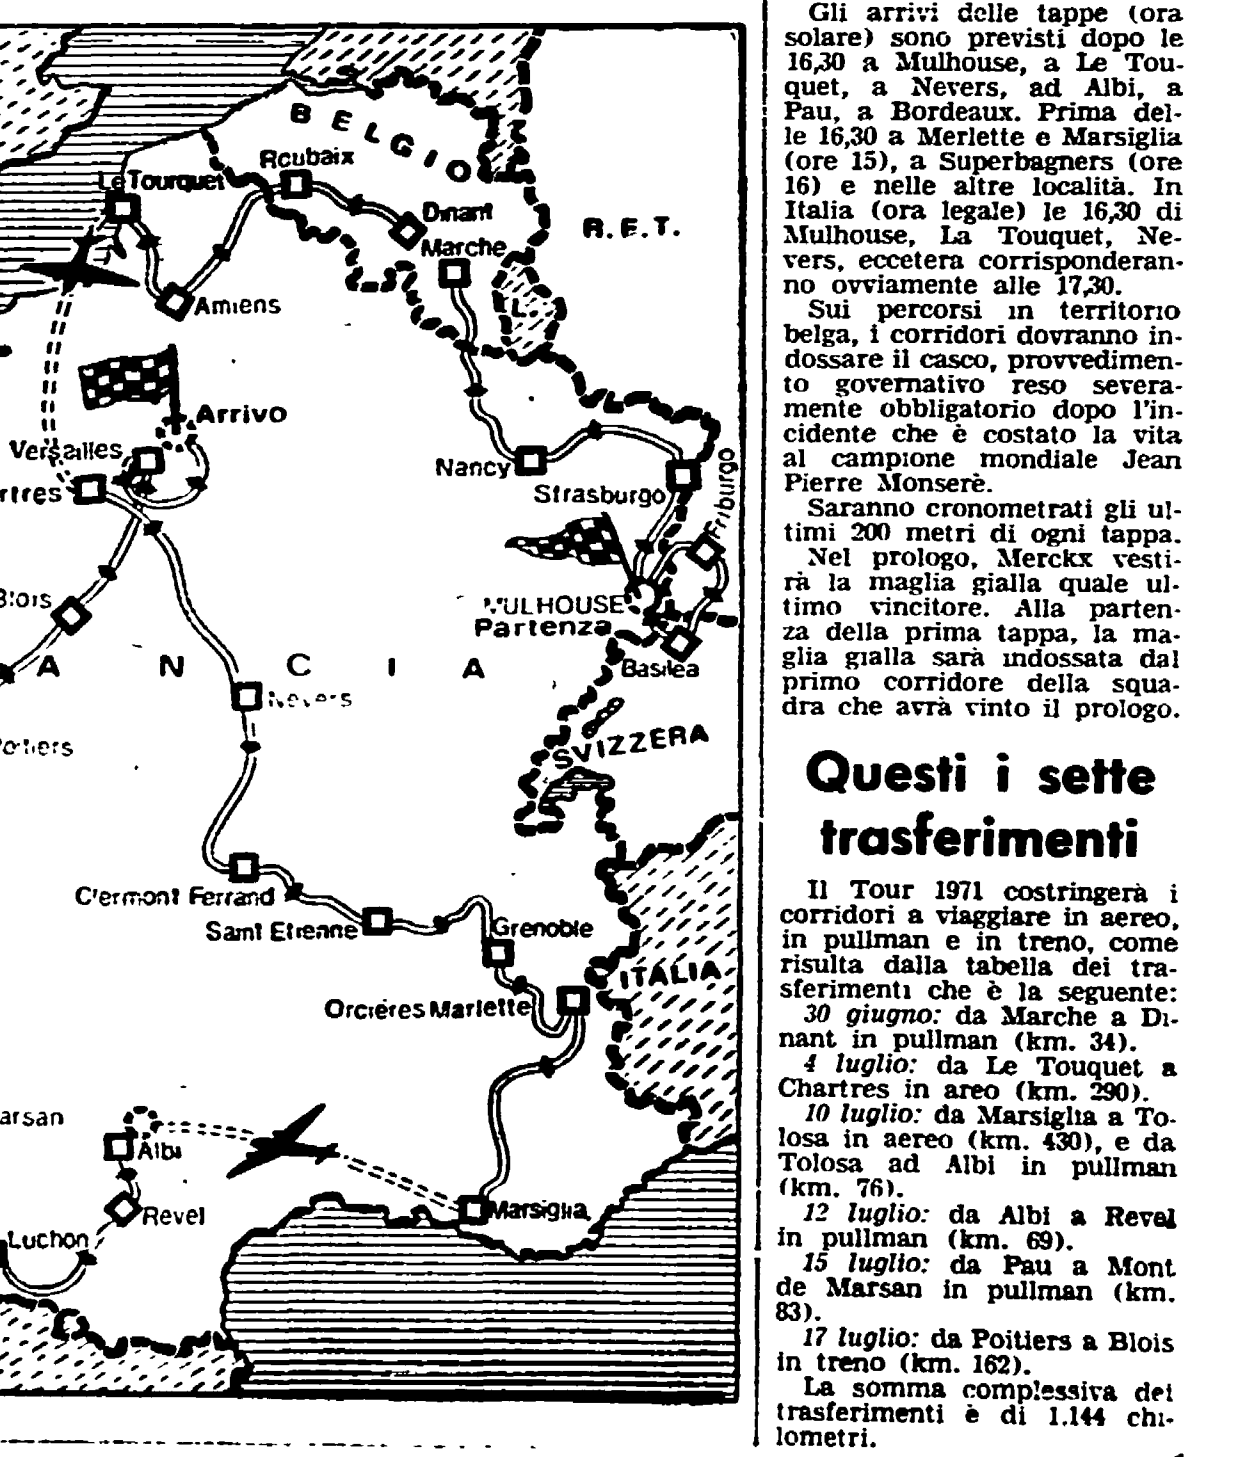 BELGIO
Roubaix
Le Tourquet
Dinant
Marche
R.F.T.
L.
Amiens
Arrivo
Versailles
rtres
Nancy
Strasburgo
Friburgo
Blois
MULHOUSE
Partenza
Basilea
A N C I A
Nevers
SVIZZERA
Clermont Ferrand
Saint Etienne
Grenoble
ITALIA
Orcières Marlette
arsan
Albi
Revel
Marsiglia
Luchon
Gli arrivi delle tappe (ora
solare) sono previsti dopo le
16,30 a Mulhouse, a Le Tou-
quet, a Nevers, ad Albi, a
Pau, a Bordeaux. Prima del-
le 16,30 a Merlette e Marsiglia
(ore 15), a Superbagners (ore
16) e nelle altre località. In
Italia (ora legale) le 16,30 di
Mulhouse, La Touquet, Ne-
vers, eccetera corrisponderan-
no ovviamente alle 17,30.
Sui percorsi in territorio
belga, i corridori dovranno in-
dossare il casco, provvedimen-
to governativo reso severa-
mente obbligatorio dopo l'in-
cidente che è costato la vita
al campione mondiale Jean
Pierre Monserè.
Saranno cronometrati gli ul-
timi 200 metri di ogni tappa.
Nel prologo, Merckx vesti-
rà la maglia gialla quale ul-
timo vincitore. Alla parten-
za della prima tappa, la ma-
glia gialla sarà indossata dal
primo corridore della squa-
dra che avrà vinto il prologo.
Questi i sette
trasferimenti
Il Tour 1971 costringerà i
corridori a viaggiare in aereo,
in pullman e in treno, come
risulta dalla tabella dei tra-
sferimenti che è la seguente:
30 giugno: da Marche a Di-
nant in pullman (km. 34).
4 luglio: da Le Touquet a
Chartres in areo (km. 290).
10 luglio: da Marsiglia a To-
losa in aereo (km. 430), e da
Tolosa ad Albi in pullman
(km. 76).
12 luglio: da Albi a Revel
in pullman (km. 69).
15 luglio: da Pau a Mont
de Marsan in pullman (km.
83).
17 luglio: da Poitiers a Blois
in treno (km. 162).
La somma complessiva dei
trasferimenti è di 1.144 chi-
lometri.